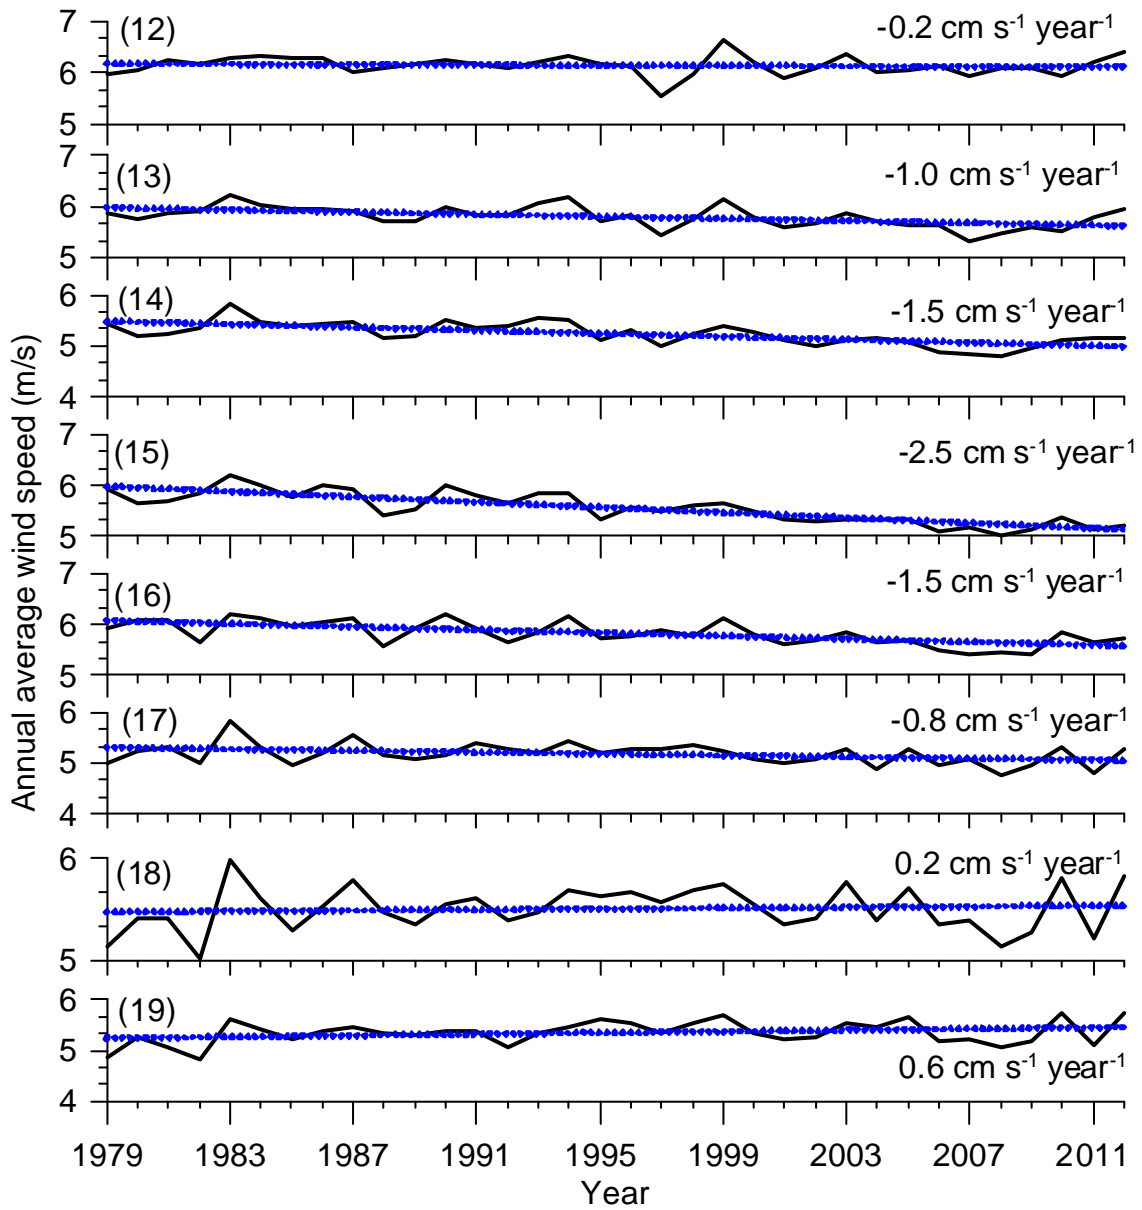 7
(12)
-0.2 cm s-1 year-1
6
5
7
(13)
-1.0 cm s-1 year-1
6
5
6
(14)
-1.5 cm s-1 year-1
5
4
7
(15)
-2.5 cm s-1 year-1
6
5
7
(16)
-1.5 cm s-1 year-1
6
5
6
(17)
-0.8 cm s-1 year-1
5
4
6
(18)
0.2 cm s-1 year-1
5
6
(19)
5
0.6 cm s-1 year-1
4
Annual average wind speed (m/s)
1979 1983 1987 1991 1995 1999 2003 2007 2011
Year